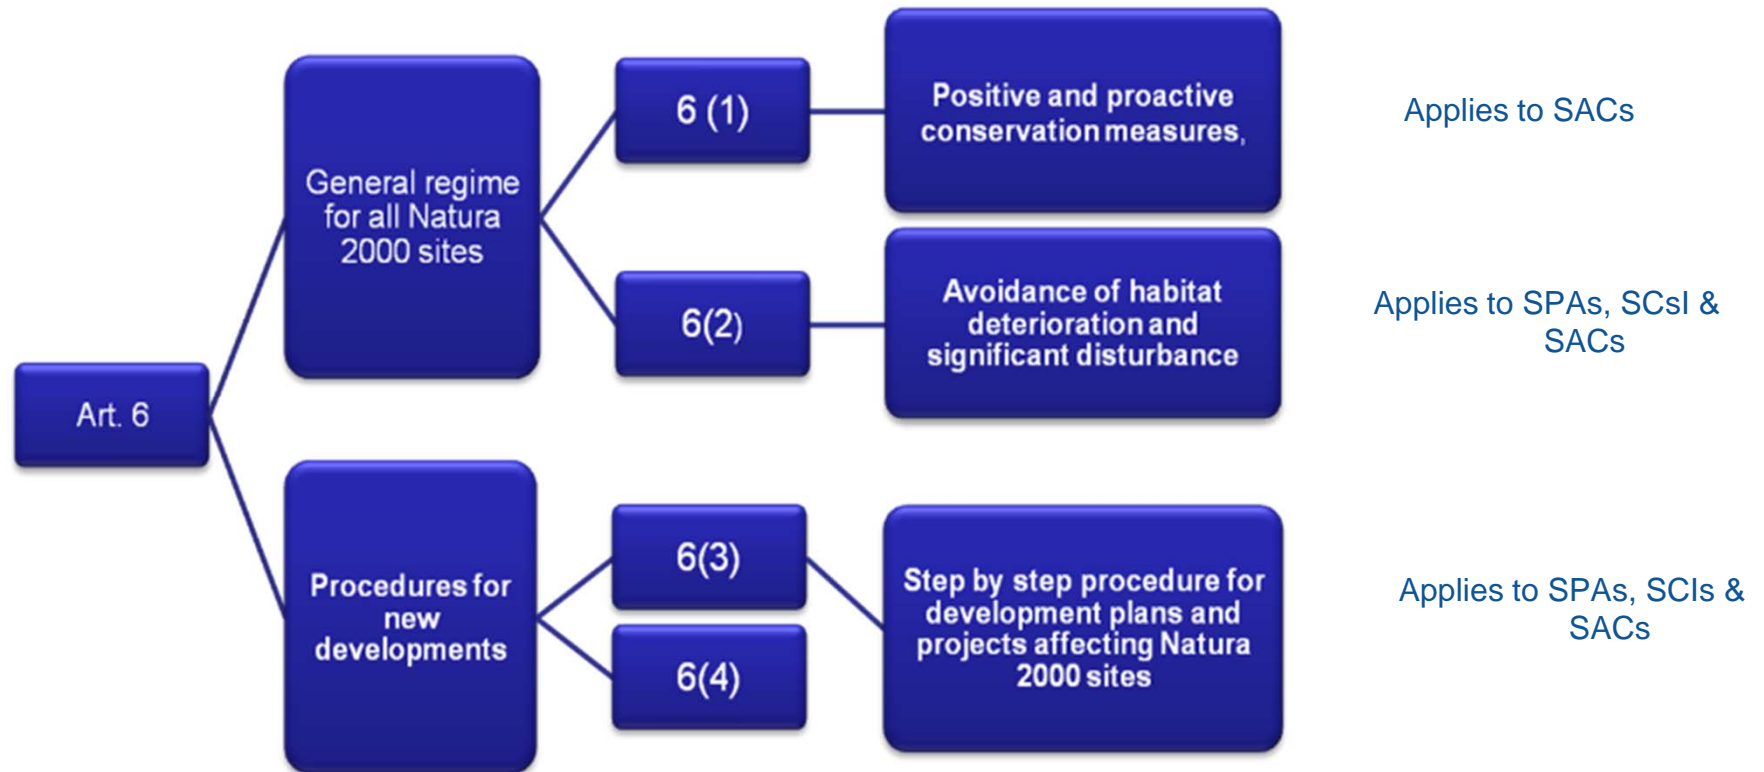 Art. 6
General regime
for all Natura
2000 sites
6 (1)
Positive and proactive
conservation measures,
Applies to SACs
6(2)
Avoidance of habitat
deterioration and
significant disturbance
Applies to SPAs, SCsI &
SACs
Procedures for
new
developments
6(3)
6(4)
Step by step procedure for
development plans and
projects affecting Natura
2000 sites
Applies to SPAs, SCIs &
SACs